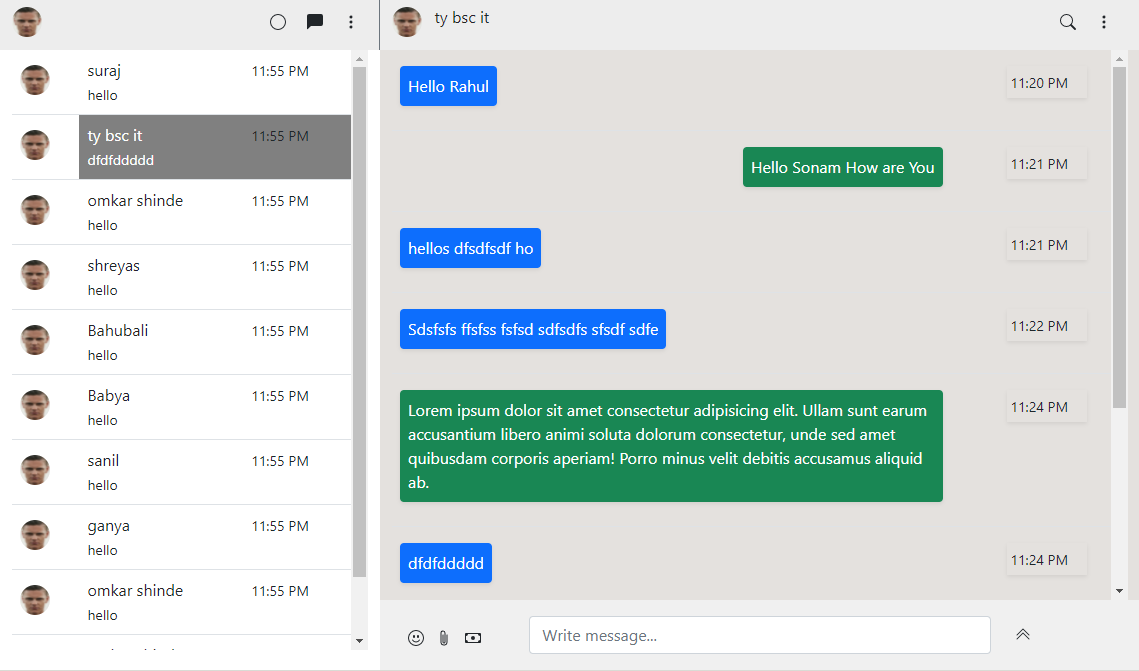 suraj 11:55 PM
hello
ty bsc it 11:55 PM
dfdfddddd
omkar shinde 11:55 PM
hello
shreyas 11:55 PM
hello
Bahubali 11:55 PM
hello
Babya 11:55 PM
hello
sanil 11:55 PM
hello
ganya 11:55 PM
hello
omkar shinde 11:55 PM
hello
ty bsc it
Hello Rahul 11:20 PM
Hello Sonam How are You 11:21 PM
hellos dfsdfsdf ho 11:21 PM
Sdsfsfs ffsfss fsfsd sdfsdfs sfsdf sdfe 11:22 PM
Lorem ipsum dolor sit amet consectetur adipisicing elit. Ullam sunt earum 11:24 PM
accusantium libero animi soluta dolorum consectetur, unde sed amet
quibusdam corporis aperiam! Porro minus velit debitis accusamus aliquid
ab.
dfdfddddd 11:24 PM
Write message...